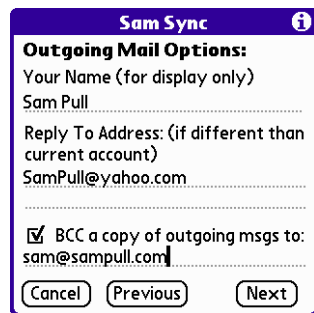 Sam Sync
Outgoing Mail Options:
Your Name (for display only)
Sam Pull
Reply To Address: (if different than
current account)
SamPull@yahoo.com
BCC a copy of outgoing msgs to:
sam@sampull.com
Cancel Previous Next